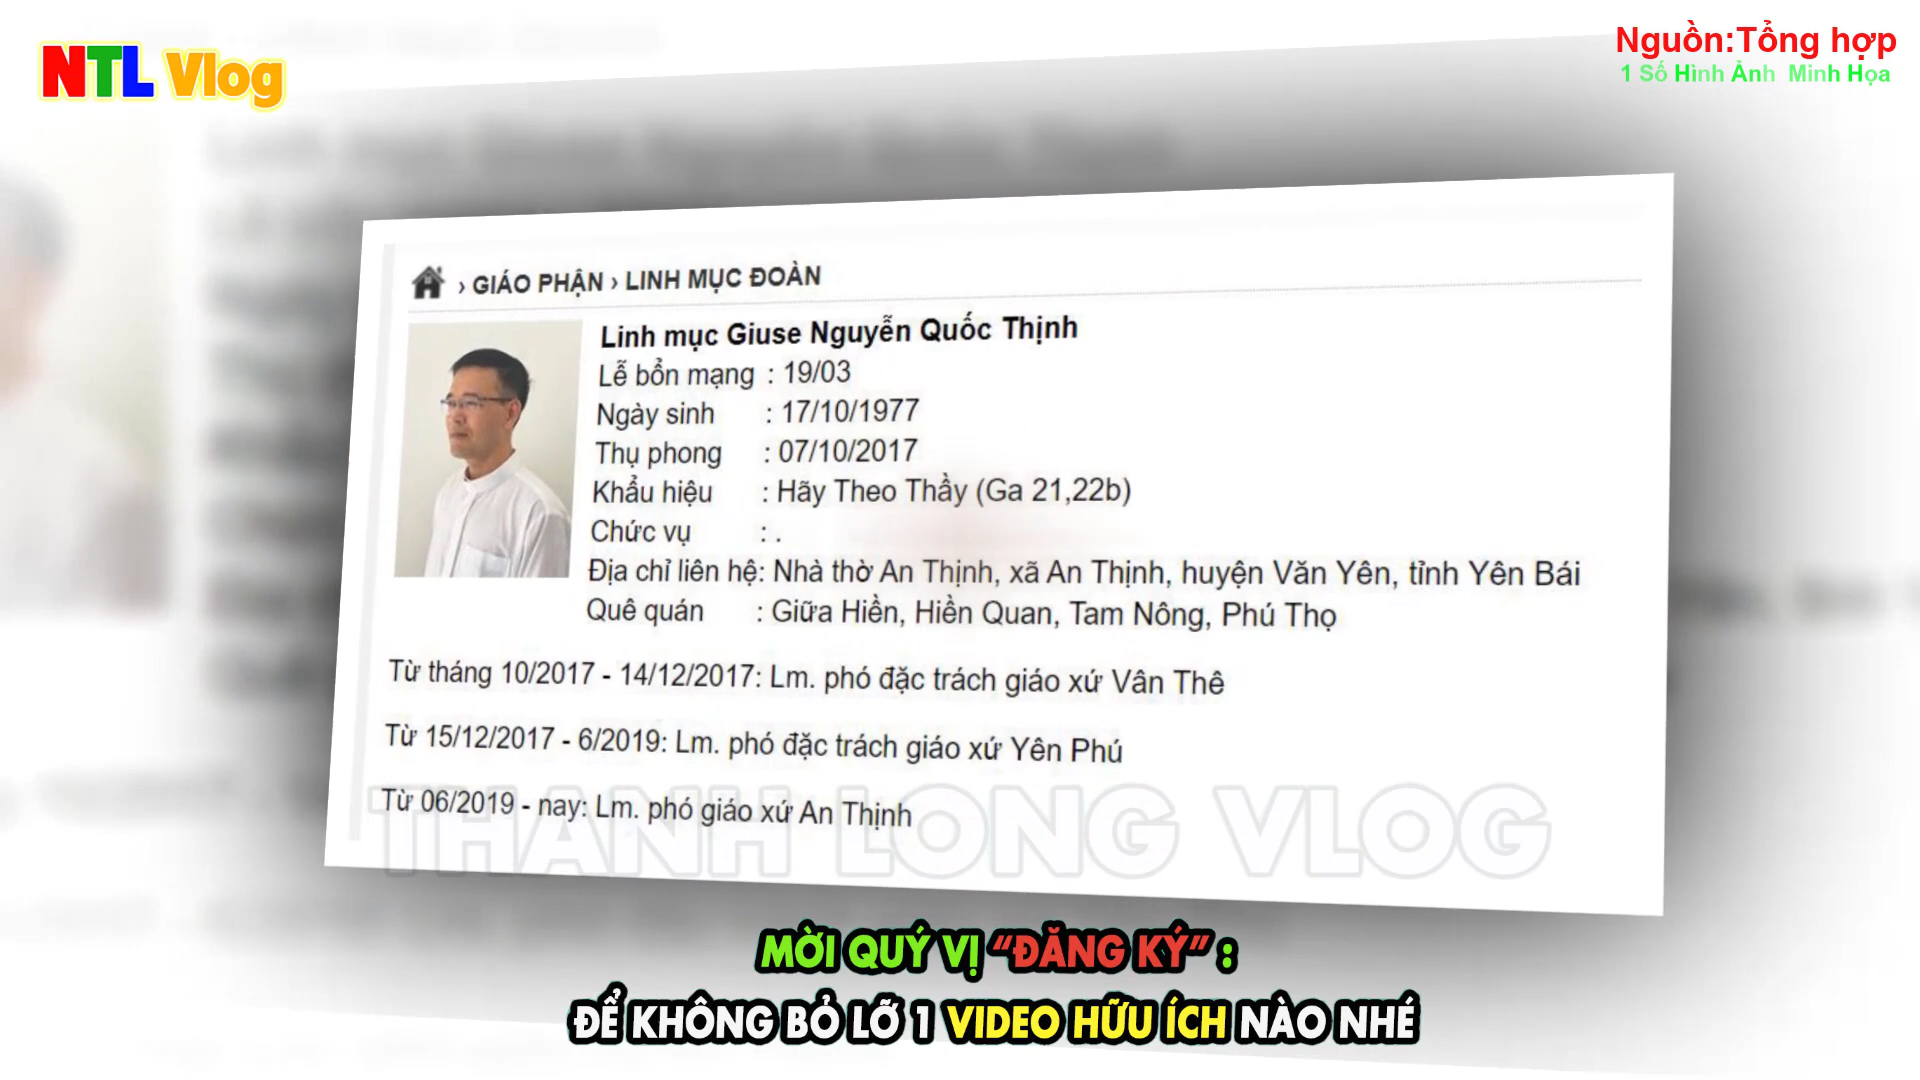 NTL Vlog
Nguồn:Tổng hợp
1 Số Hình Ảnh Minh Họa
› GIÁO PHẬN › LINH MỤC ĐOÀN
Linh mục Giuse Nguyễn Quốc Thịnh
Lễ bổn mạng : 19/03
Ngày sinh : 17/10/1977
Thụ phong : 07/10/2017
Khẩu hiệu : Hãy Theo Thầy (Ga 21,22b)
Chức vụ : .
Địa chỉ liên hệ: Nhà thờ An Thịnh, xã An Thịnh, huyện Văn Yên, tỉnh Yên Bái
Quê quán : Giữa Hiền, Hiền Quan, Tam Nông, Phú Thọ
Từ tháng 10/2017 - 14/12/2017: Lm. phó đặc trách giáo xứ Vân Thê
Từ 15/12/2017 - 6/2019: Lm. phó đặc trách giáo xứ Yên Phú
Từ 06/2019 - nay: Lm. phó giáo xứ An Thịnh
THANH LONG VLOG
MỜI QUÝ VỊ “ĐĂNG KÝ” :
ĐỂ KHÔNG BỎ LỠ 1 VIDEO HỮU ÍCH NÀO NHÉ